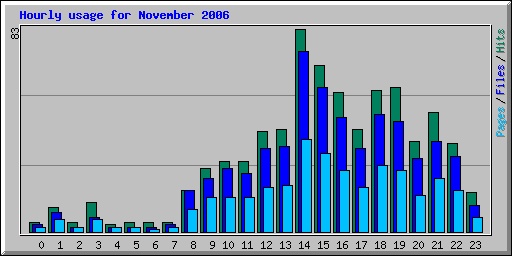 Hourly usage for November 2006
83
Pages/Files/Hits
0 1 2 3 4 5 6 7 8 9 10 11 12 13 14 15 16 17 18 19 20 21 22 23